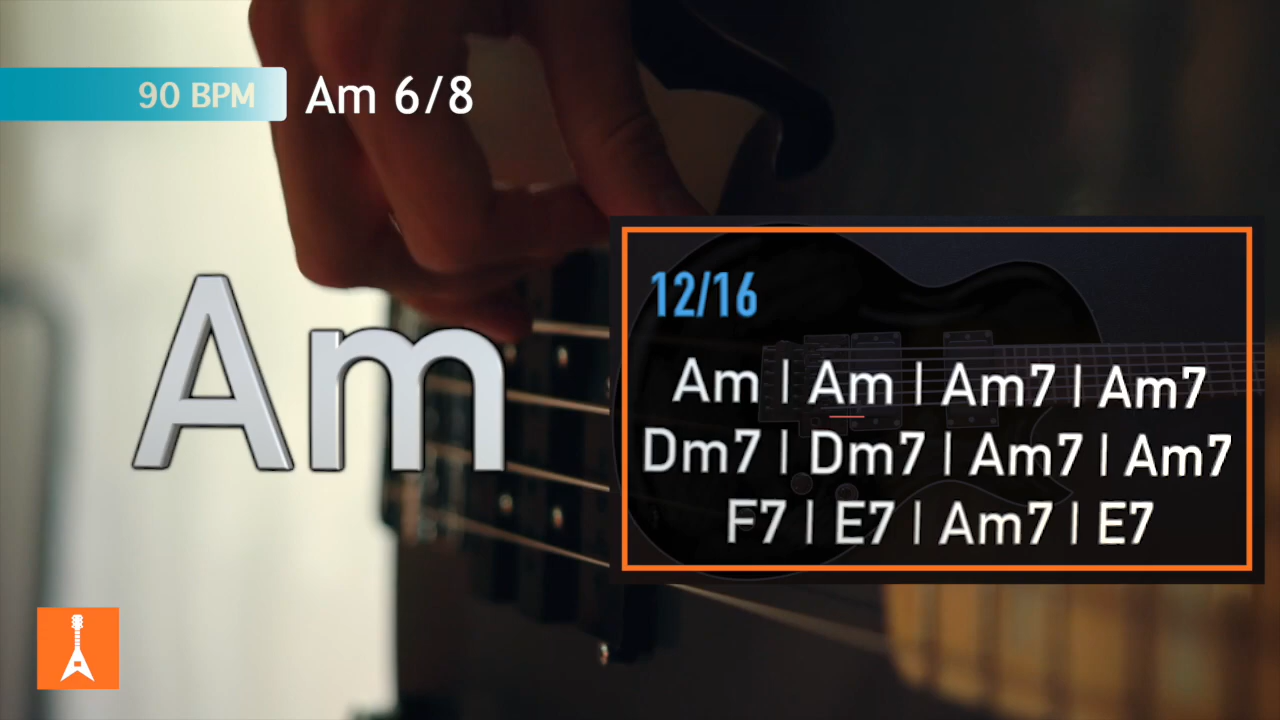 90 BPM Am 6/8
Am
12/16
Am | Am | Am7 | Am7
Dm7 | Dm7 | Am7 | Am7
F7 | E7 | Am7 | E7